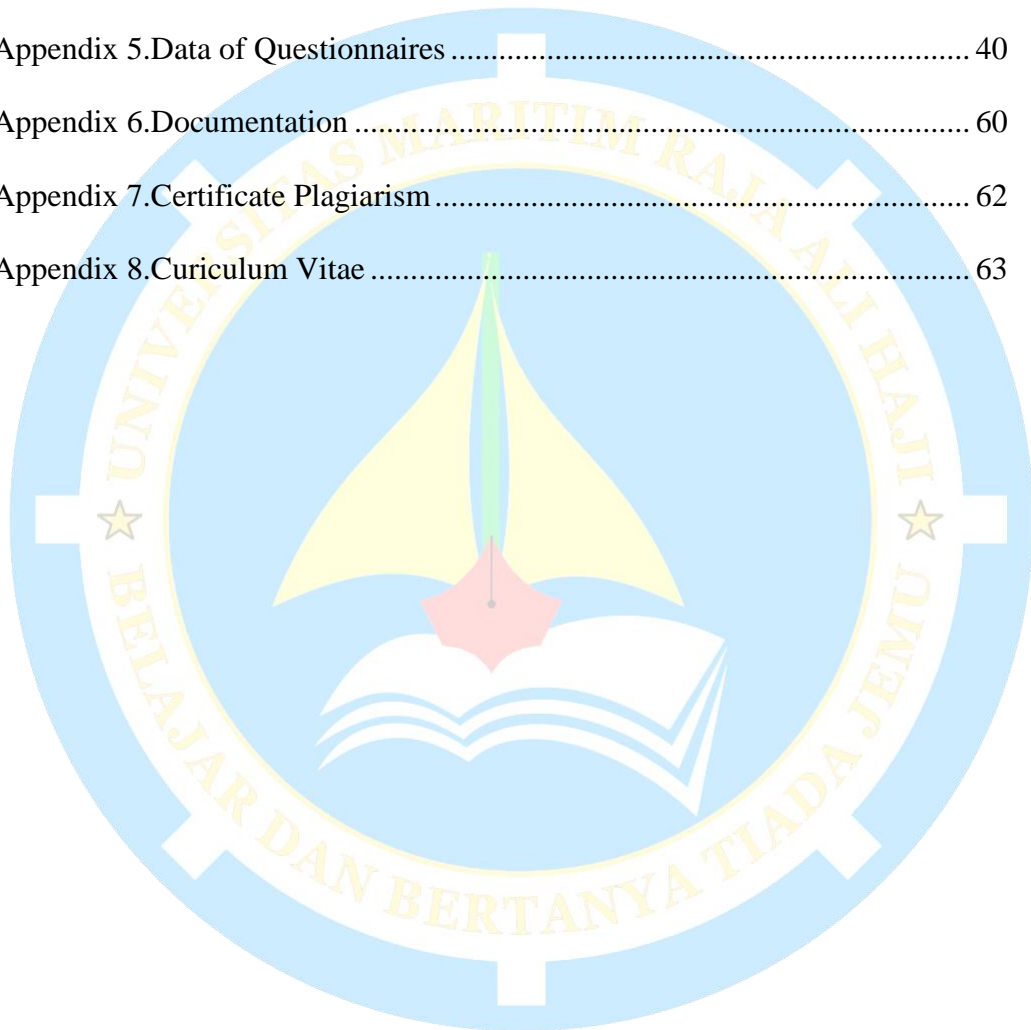 Appendix 5.Data of Questionnaires ................................................................ 40
Appendix 6.Documentation ............................................................................ 60
Appendix 7.Certificate Plagiarism .................................................................. 62
Appendix 8.Curiculum Vitae .......................................................................... 63
UNIVERSITAS MARITIM RAJA ALI HAJI
BELAJAR DAN BERTANYA TIADA JEMU